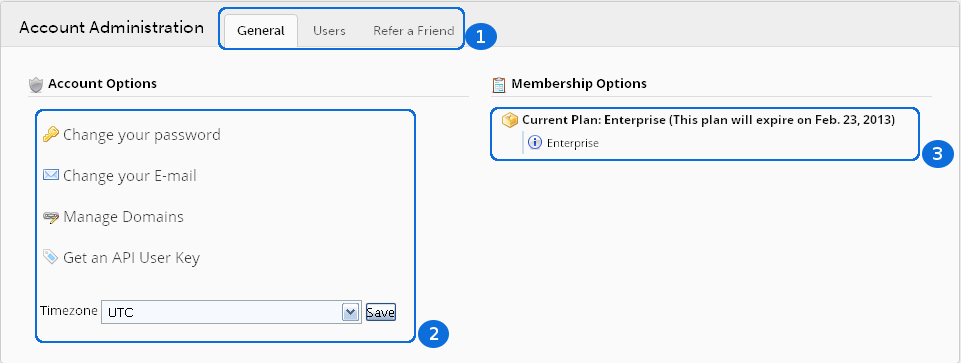 Account Administration General Users Refer a Friend 1
Account Options
Change your password
Change your E-mail
Manage Domains
Get an API User Key
Timezone UTC Save
2
Membership Options
Current Plan: Enterprise (This plan will expire on Feb. 23, 2013)
Enterprise
3